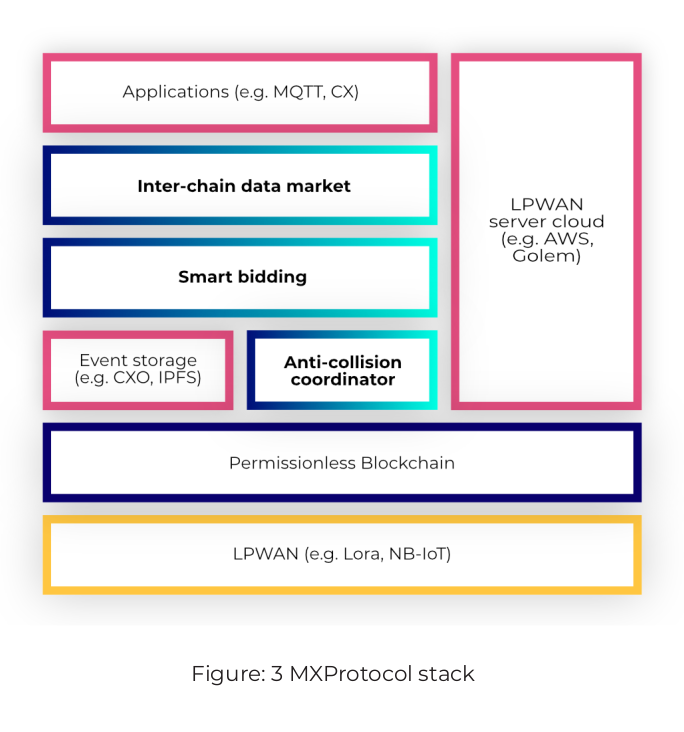 Applications (e.g. MQTT, CX)
Inter-chain data market
Smart bidding
Event storage
(e.g. CXO, IPFS)
Anti-collision
coordinator
LPWAN
server cloud
(e.g. AWS,
Golem)
Permissionless Blockchain
LPWAN (e.g. Lora, NB-IoT)
Figure: 3 MXProtocol stack